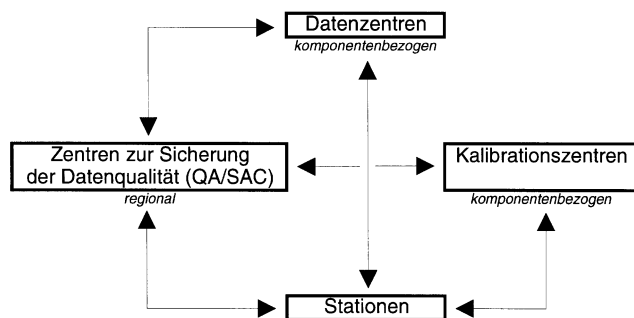 Datenzentren
komponentenbezogen
Zentren zur Sicherung
der Datenqualität (QA/SAC)
regional
Kalibrationszentren
komponentenbezogen
Stationen